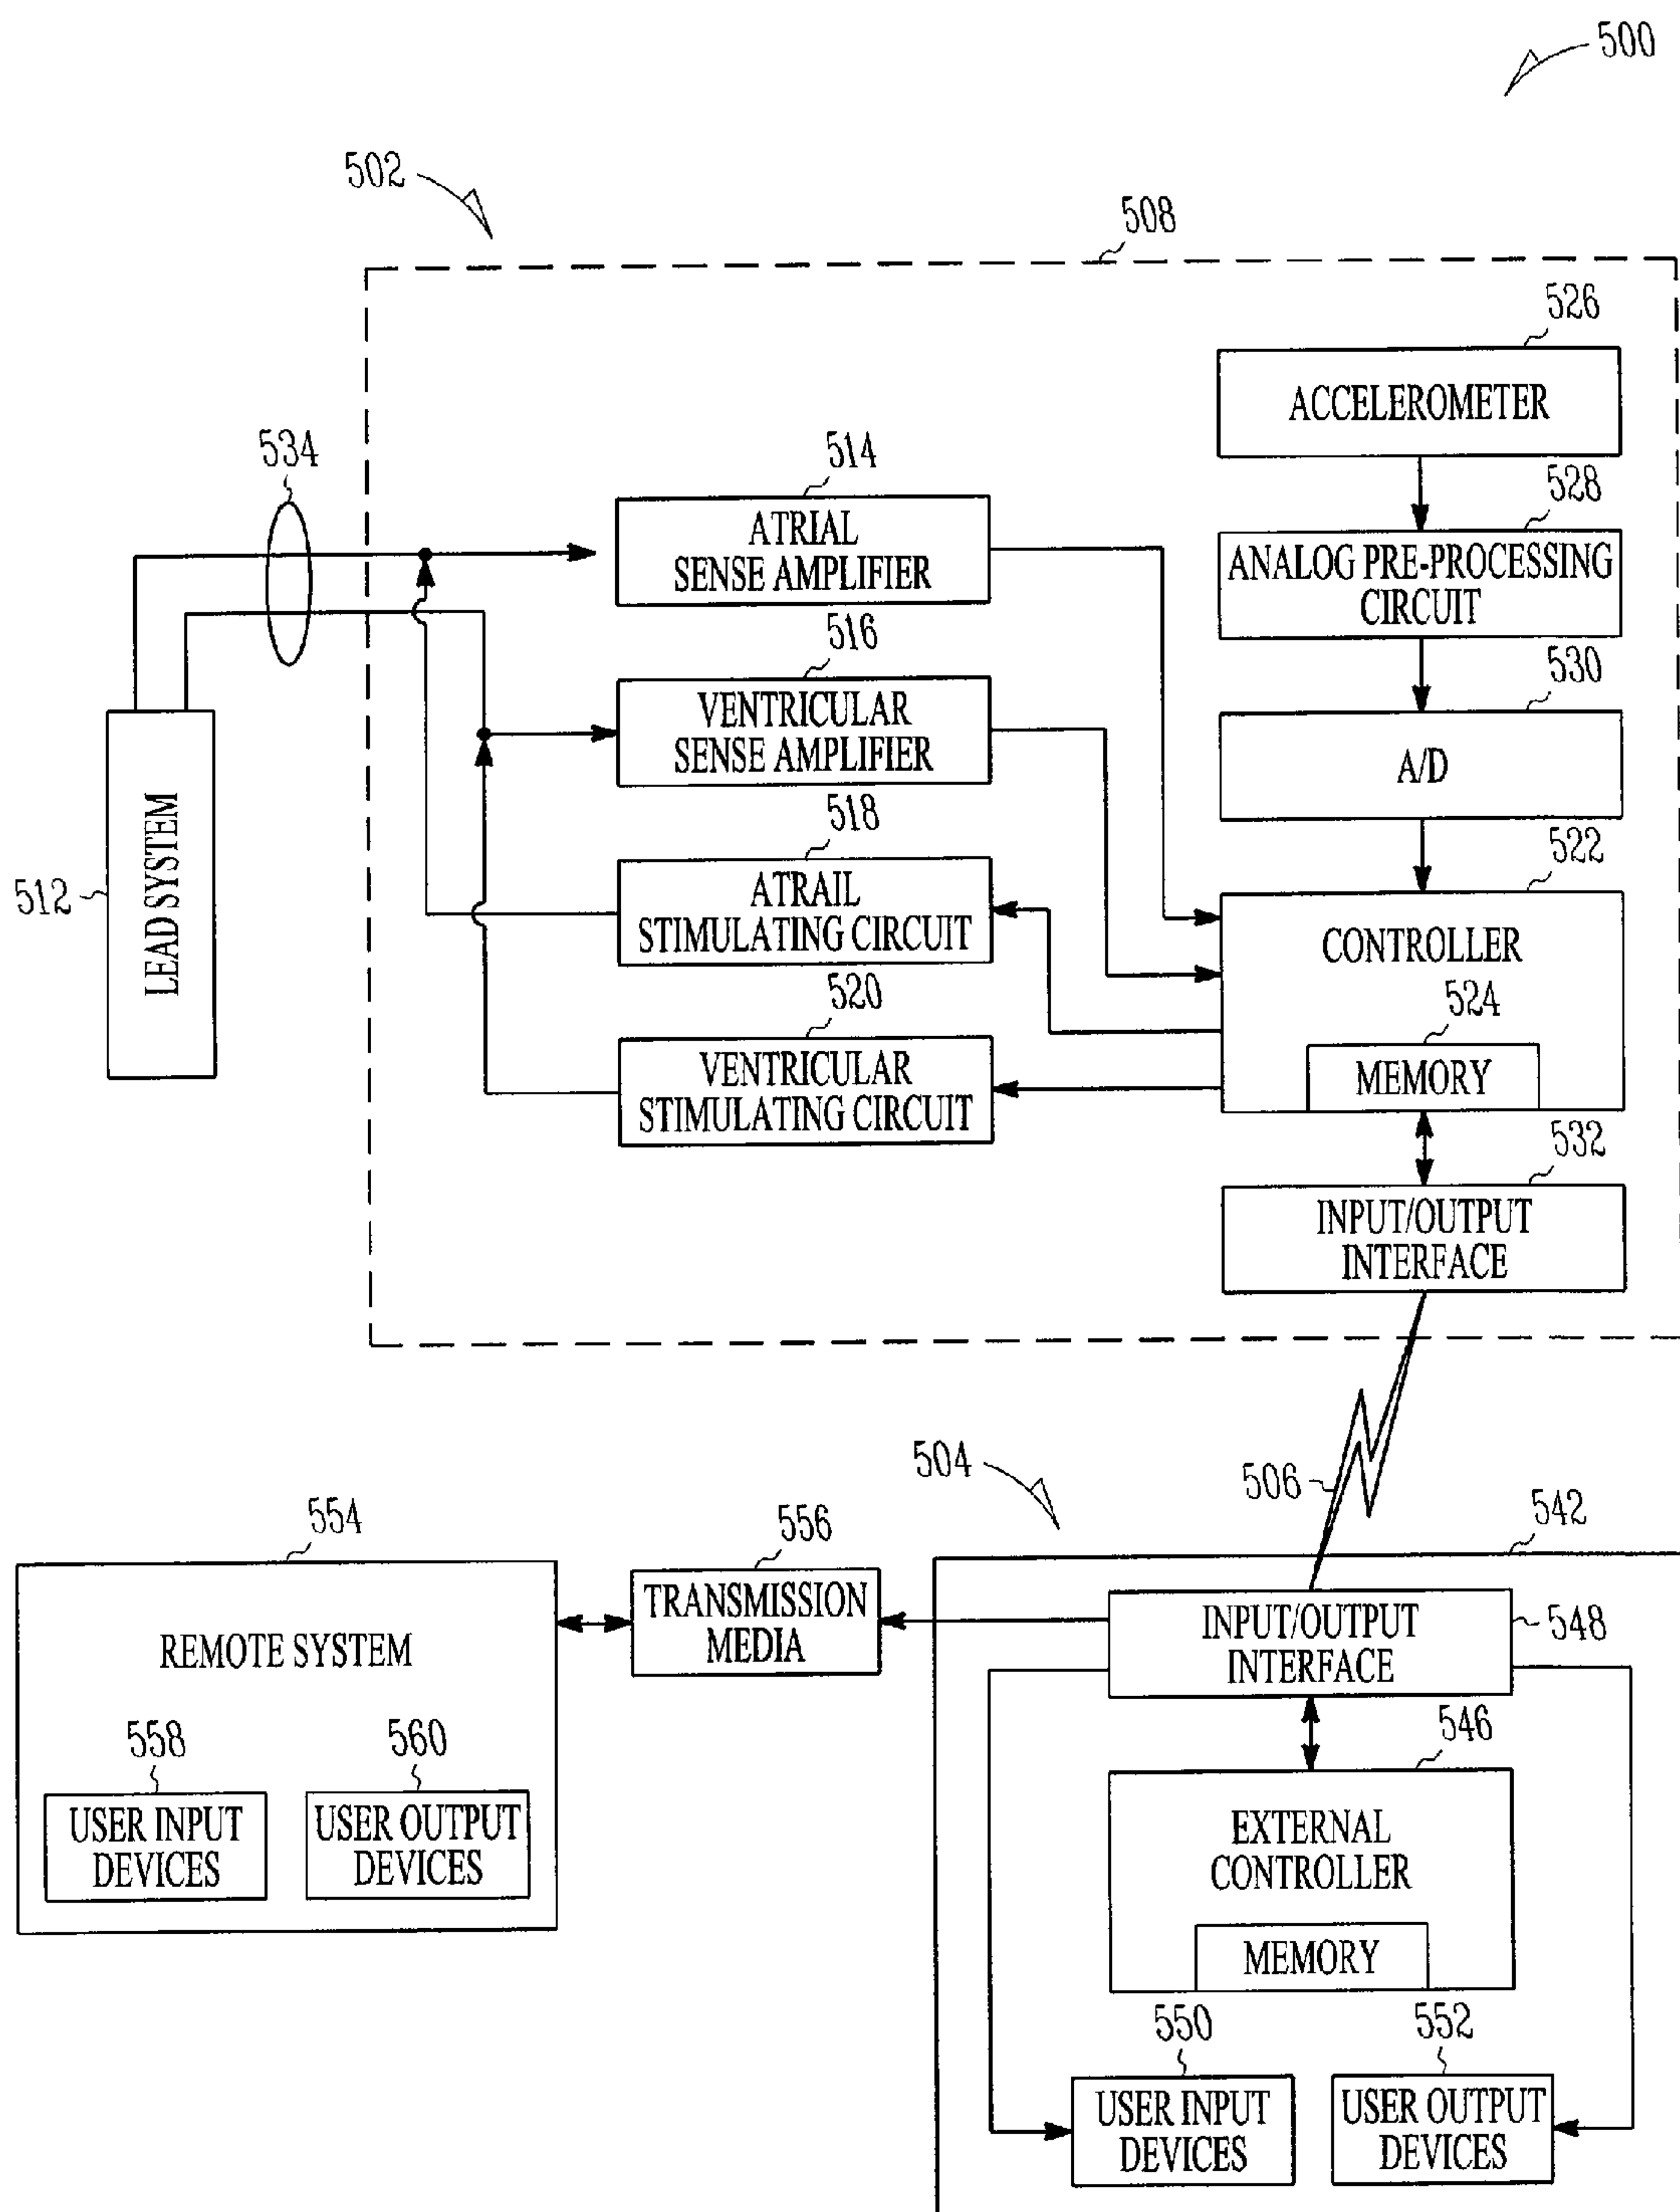 500
502
508
526
ACCELEROMETER
534
514
ATRIAL
SENSE AMPLIFIER
528
ANALOG PRE-PROCESSING
CIRCUIT
516
VENTRICULAR
SENSE AMPLIFIER
530
A/D
512
LEAD SYSTEM
518
ATRAIL
STIMULATING CIRCUIT
522
CONTROLLER
524
MEMORY
520
VENTRICULAR
STIMULATING CIRCUIT
532
INPUT/OUTPUT
INTERFACE
504
506
542
554
REMOTE SYSTEM
556
TRANSMISSION
MEDIA
INPUT/OUTPUT
INTERFACE
548
558
USER INPUT
DEVICES
560
USER OUTPUT
DEVICES
546
EXTERNAL
CONTROLLER
MEMORY
550
USER INPUT
DEVICES
552
USER OUTPUT
DEVICES